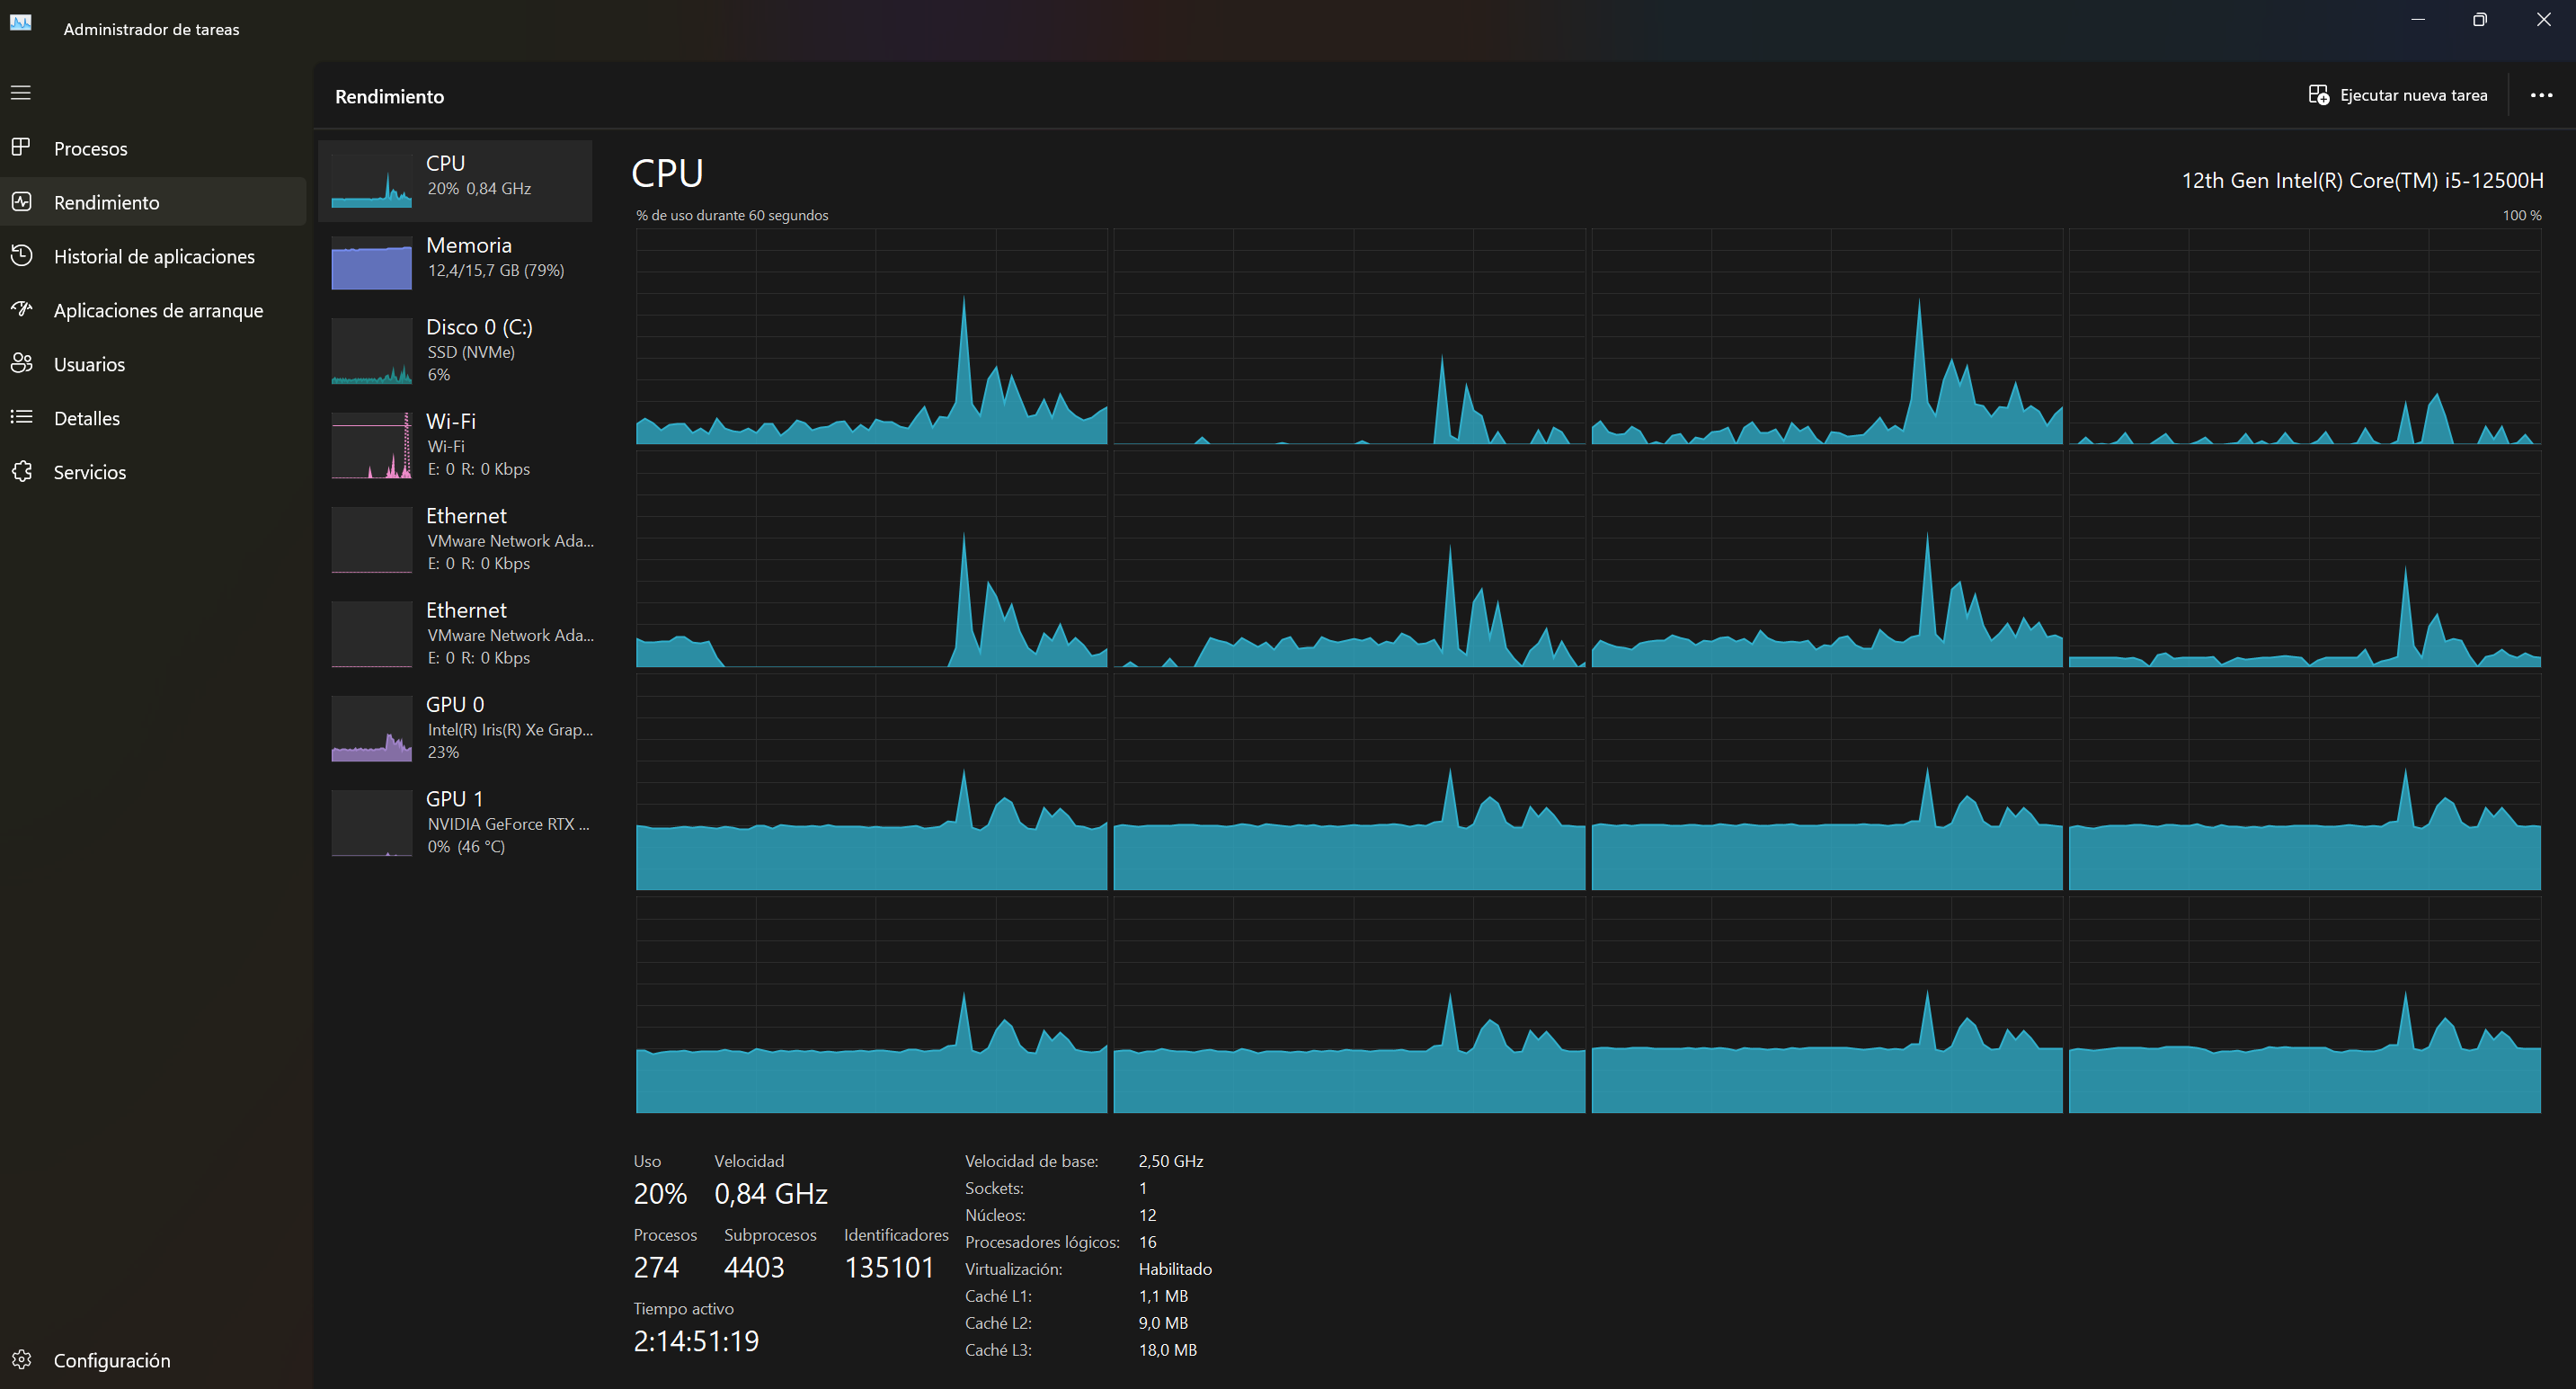 Administrador de tareas
Rendimiento
Ejecutar nueva tarea
Procesos
Rendimiento
Historial de aplicaciones
Aplicaciones de arranque
Usuarios
Detalles
Servicios
Configuración
CPU
20% 0,84 GHz
Memoria
12,4/15,7 GB (79%)
Disco 0 (C:)
SSD (NVMe)
6%
Wi-Fi
Wi-Fi
E: 0 R: 0 Kbps
Ethernet
VMware Network Ada...
E: 0 R: 0 Kbps
Ethernet
VMware Network Ada...
E: 0 R: 0 Kbps
GPU 0
Intel(R) Iris(R) Xe Grap...
23%
GPU 1
NVIDIA GeForce RTX ...
0% (46 °C)
CPU
12th Gen Intel(R) Core(TM) i5-12500H
% de uso durante 60 segundos
100 %
Uso
Velocidad
20%
0,84 GHz
Procesos
Subprocesos
Identificadores
274
4403
135101
Tiempo activo
2:14:51:19
Velocidad de base: 2,50 GHz
Sockets: 1
Núcleos: 12
Procesadores lógicos: 16
Virtualización: Habilitado
Caché L1: 1,1 MB
Caché L2: 9,0 MB
Caché L3: 18,0 MB